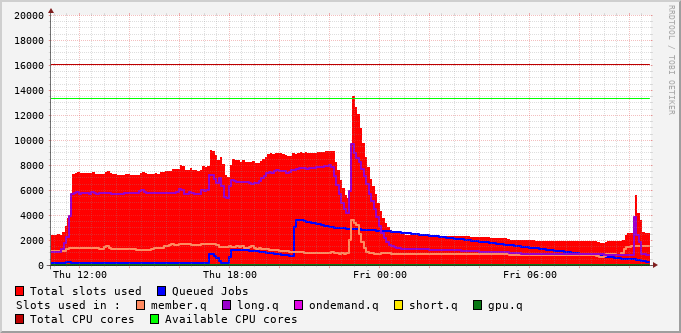 RRDTOOL / TOBI OETIKER
20000
18000
16000
14000
12000
10000
8000
6000
4000
2000
0
Thu 12:00 Thu 18:00 Fri 00:00 Fri 06:00
Total slots used Queued Jobs
Slots used in : member.q long.q ondemand.q short.q gpu.q
Total CPU cores Available CPU cores